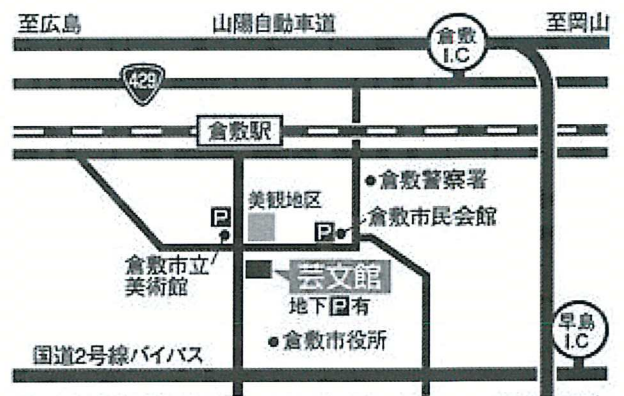 至広島
山陽自動車道
至岡山
倉敷
I.C
429
倉敷駅
倉敷警察署
美観地区
P
P
倉敷市民会館
倉敷市立
美術館
芸文館
地下P有
倉敷市役所
早島
I.C
国道2号線バイパス